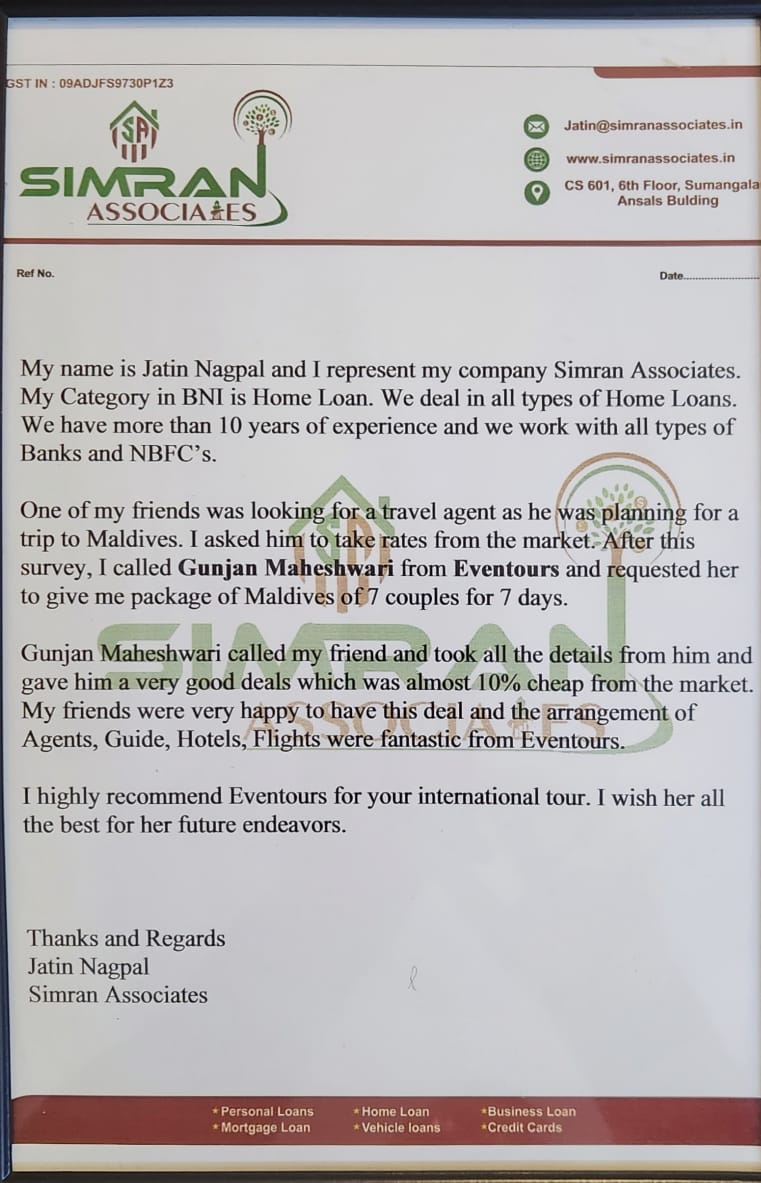 GST IN : 09ADJFS9730P1Z3
SA
SIMRAN
ASSOCIATES
Jatin@simranassociates.in
www.simranassociates.in
CS 601, 6th Floor, Sumangala
Ansals Bulding
Ref No.
Date............................
My name is Jatin Nagpal and I represent my company Simran Associates.
My Category in BNI is Home Loan. We deal in all types of Home Loans.
We have more than 10 years of experience and we work with all types of
Banks and NBFC’s.
One of my friends was looking for a travel agent as he was planning for a
trip to Maldives. I asked him to take rates from the market. After this
survey, I called Gunjan Maheshwari from Eventours and requested her
to give me package of Maldives of 7 couples for 7 days.
Gunjan Maheshwari called my friend and took all the details from him and
gave him a very good deals which was almost 10% cheap from the market.
My friends were very happy to have this deal and the arrangement of
Agents, Guide, Hotels, Flights were fantastic from Eventours.
I highly recommend Eventours for your international tour. I wish her all
the best for her future endeavors.
SA
SIMRAN
ASSOCIATES
Thanks and Regards
Jatin Nagpal
Simran Associates
★Personal Loans ★Home Loan ★Business Loan
★Mortgage Loan ★Vehicle loans ★Credit Cards